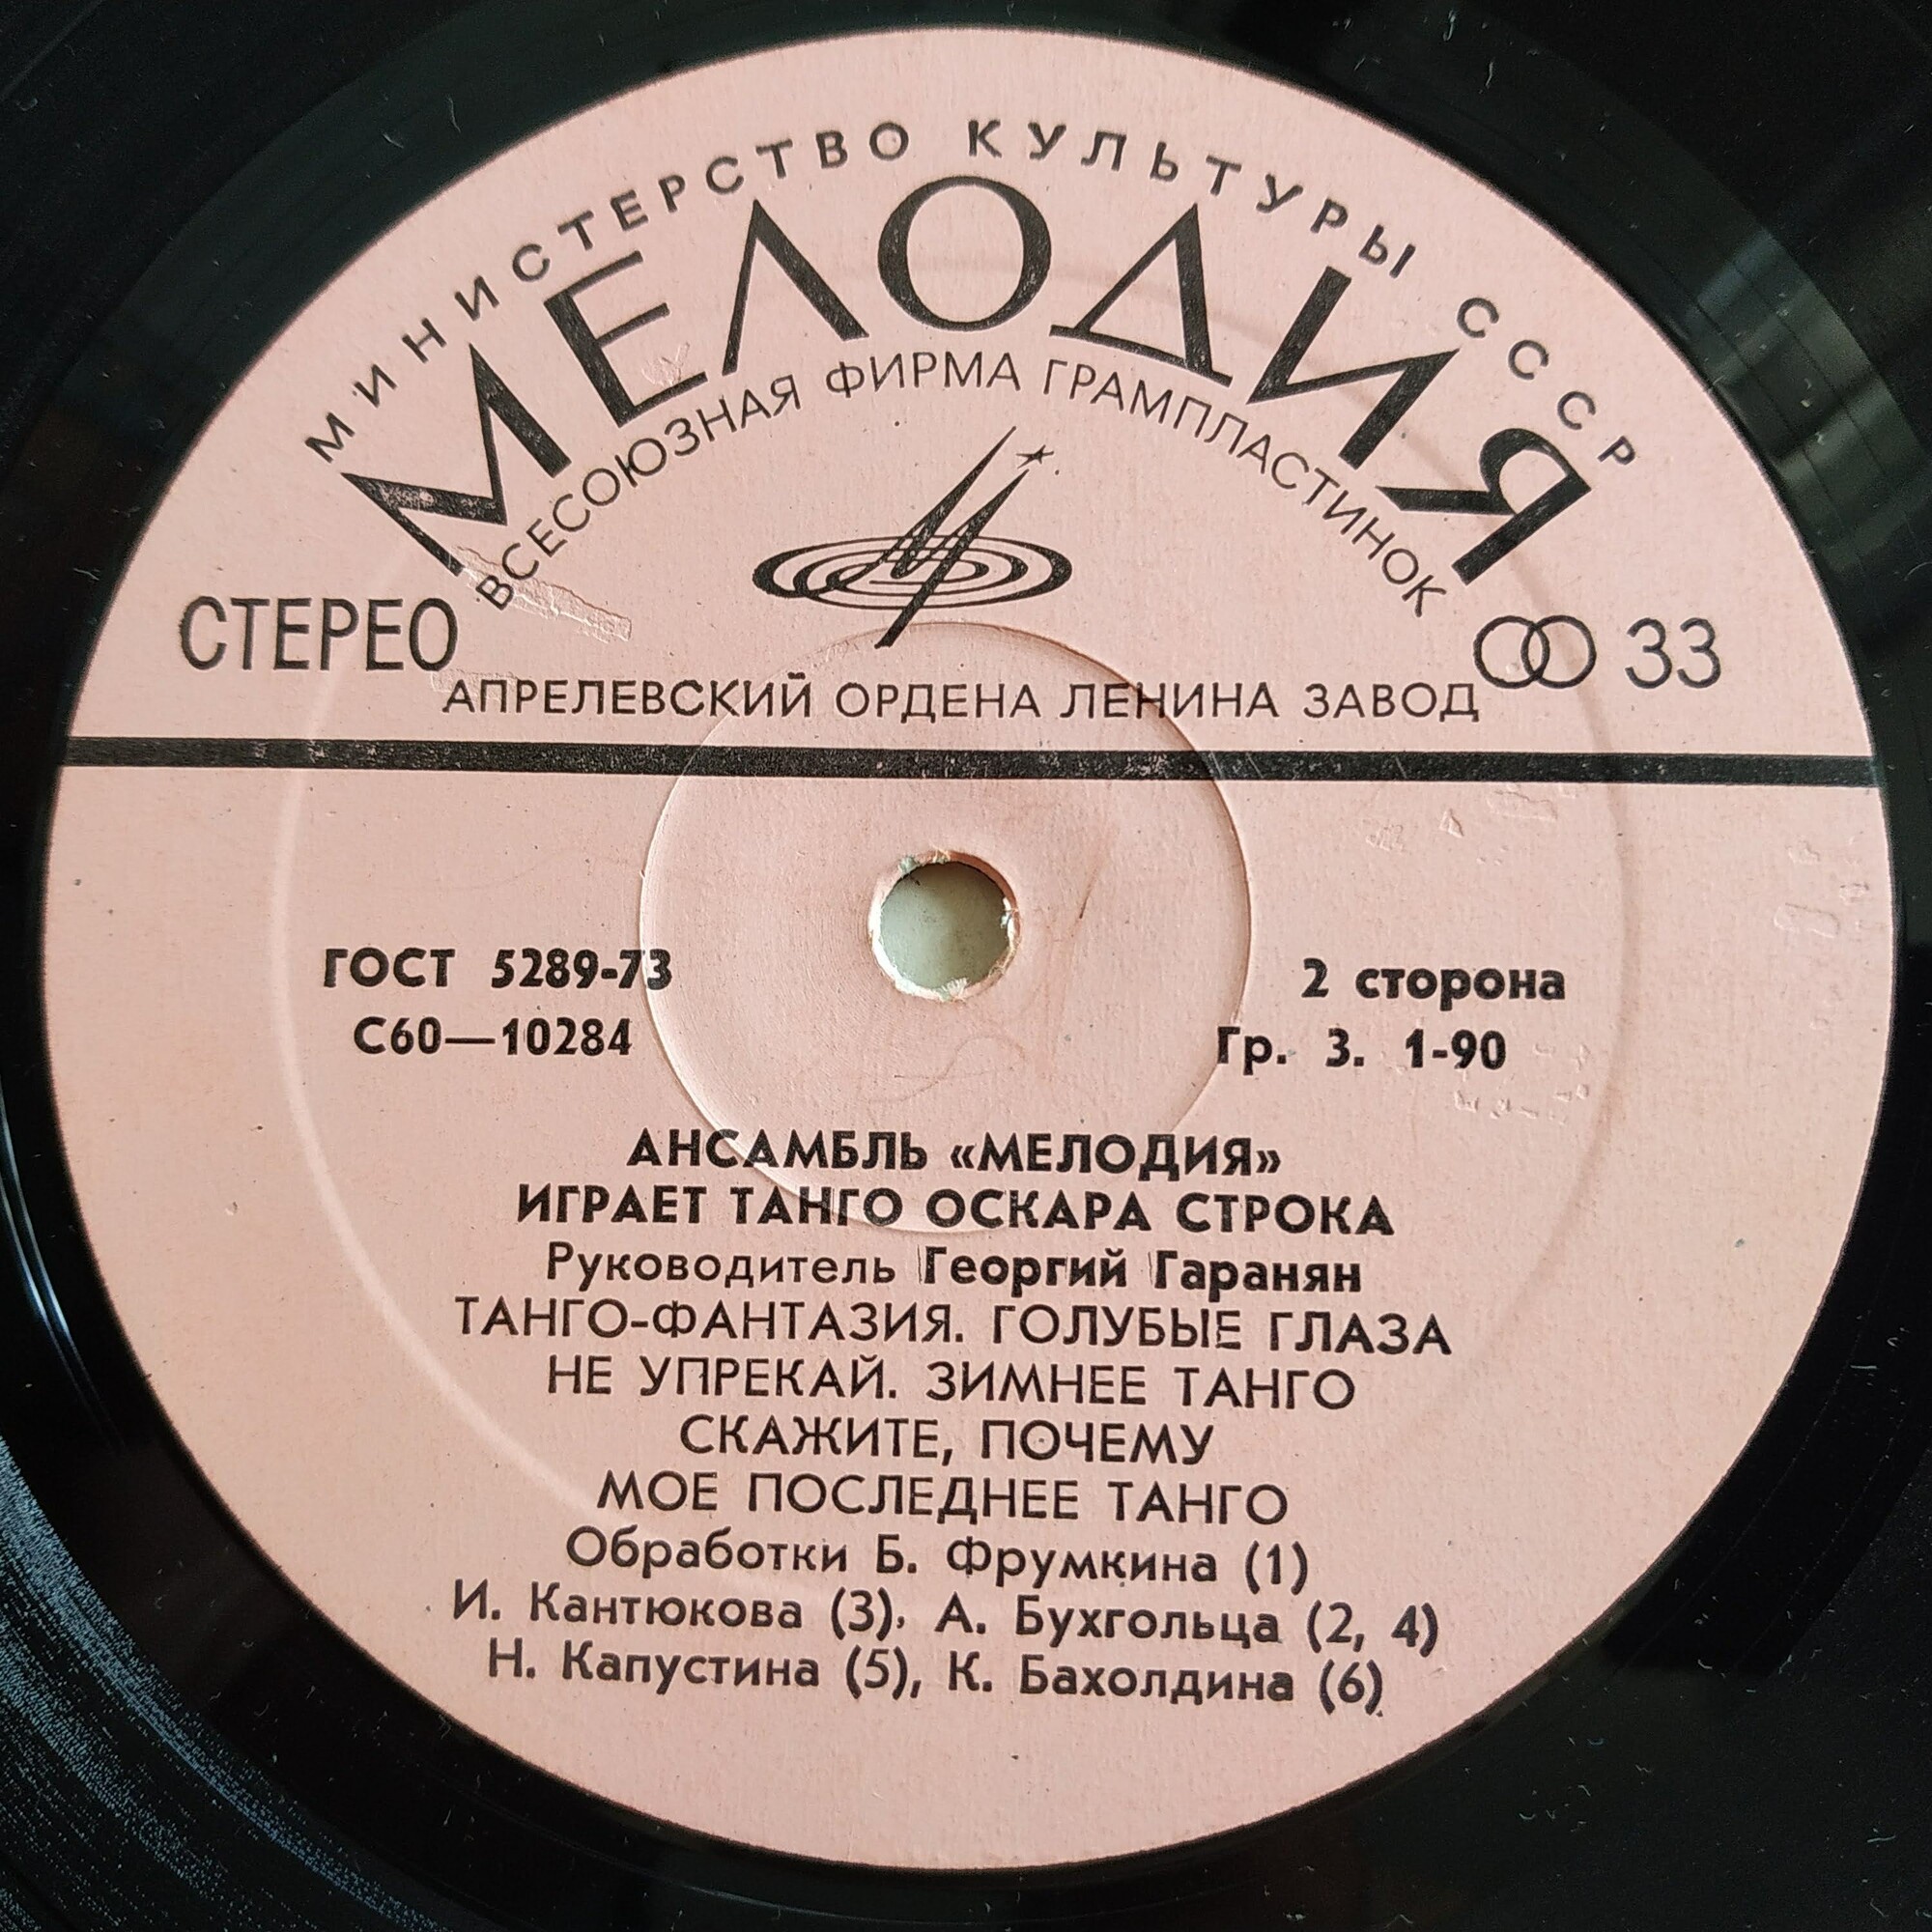 МИНИСТЕРСТВО КУЛЬТУРЫ СССР
МЕЛОДИЯ
ВСЕСОЮЗНАЯ ФИРМА ГРАМПЛАСТИНОК
СТЕРЕО
33
АПРЕЛЕВСКИЙ ОРДЕНА ЛЕНИНА ЗАВОД
ГОСТ 5289-73
С60—10284
2 сторона
Гр. 3. 1-90
АНСАМБЛЬ «МЕЛОДИЯ»
ИГРАЕТ ТАНГО ОСКАРА СТРОКА
Руководитель Георгий Гаранян
ТАНГО-ФАНТАЗИЯ. ГОЛУБЫЕ ГЛАЗА
НЕ УПРЕКАЙ. ЗИМНЕЕ ТАНГО
СКАЖИТЕ, ПОЧЕМУ
МОЕ ПОСЛЕДНЕЕ ТАНГО
Обработки Б. Фрумкина (1)
И. Кантюкова (3), А. Бухгольца (2, 4)
Н. Капустина (5), К. Бахолдина (6)